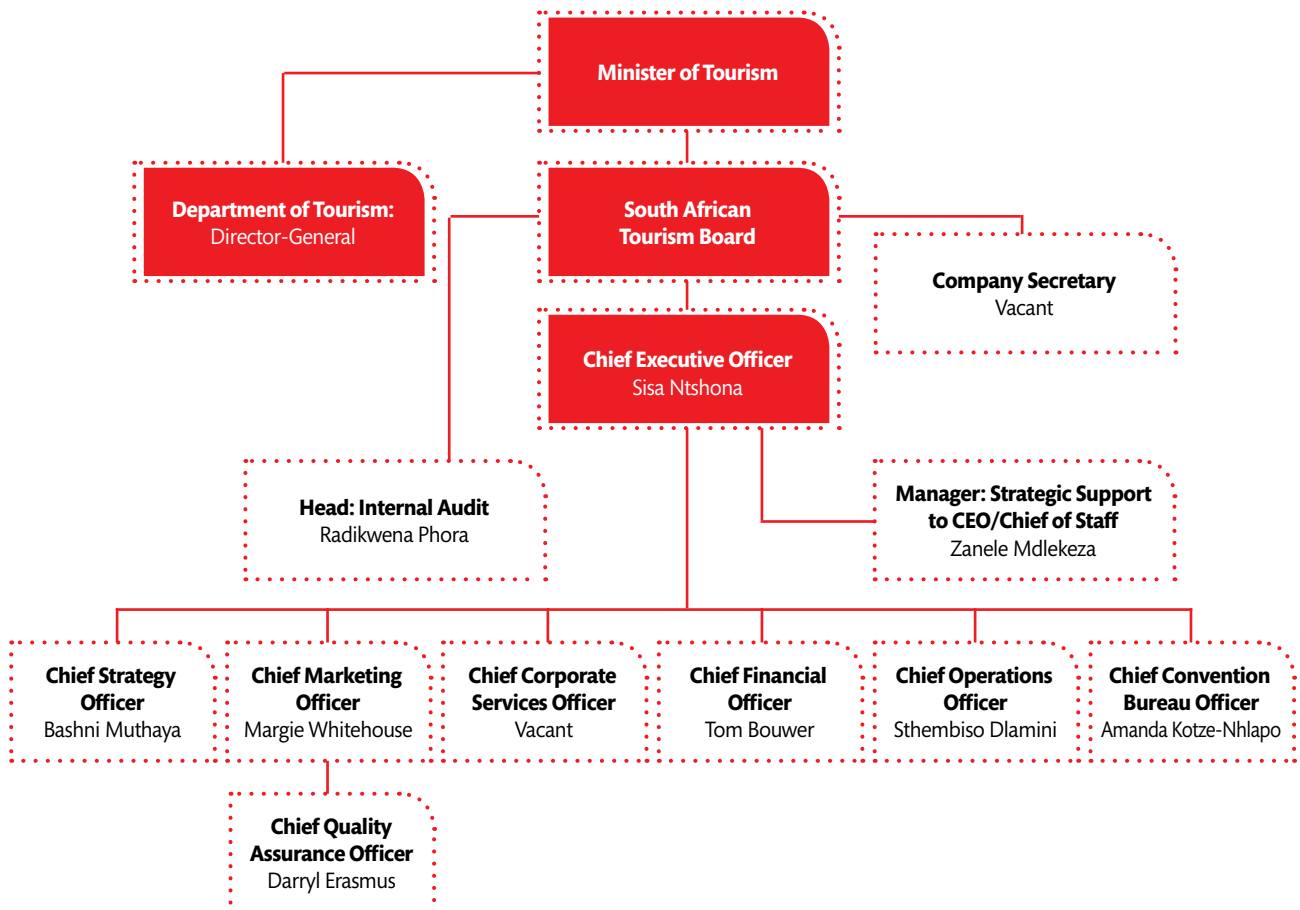 Minister of Tourism
Department of Tourism:
Director-General
South African
Tourism Board
Company Secretary
Vacant
Chief Executive Officer
Sisa Ntshona
Head: Internal Audit
Radikwena Phora
Manager: Strategic Support
to CEO/Chief of Staff
Zanele Mdlekeza
Chief Strategy
Officer
Bashni Muthaya
Chief Marketing
Officer
Margie Whitehouse
Chief Corporate
Services Officer
Vacant
Chief Financial
Officer
Tom Bouwer
Chief Operations
Officer
Sthembiso Dlamini
Chief Convention
Bureau Officer
Amanda Kotze-Nhlapo
Chief Quality
Assurance Officer
Darryl Erasmus